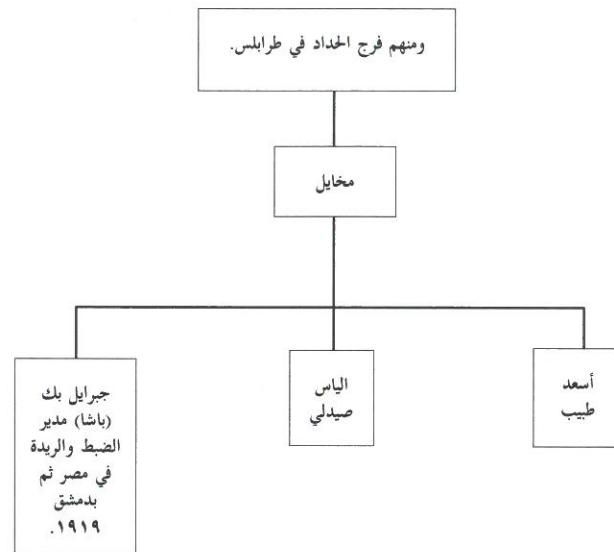 ومنهم فرج الحداد في طرابلس.
مخايل
أسعد
طبيب
الياس
صيدلي
جبرايل بك
(باشا) مدير
الضبط والريدة
في مصر ثم
بدمشق
١٩١٩.